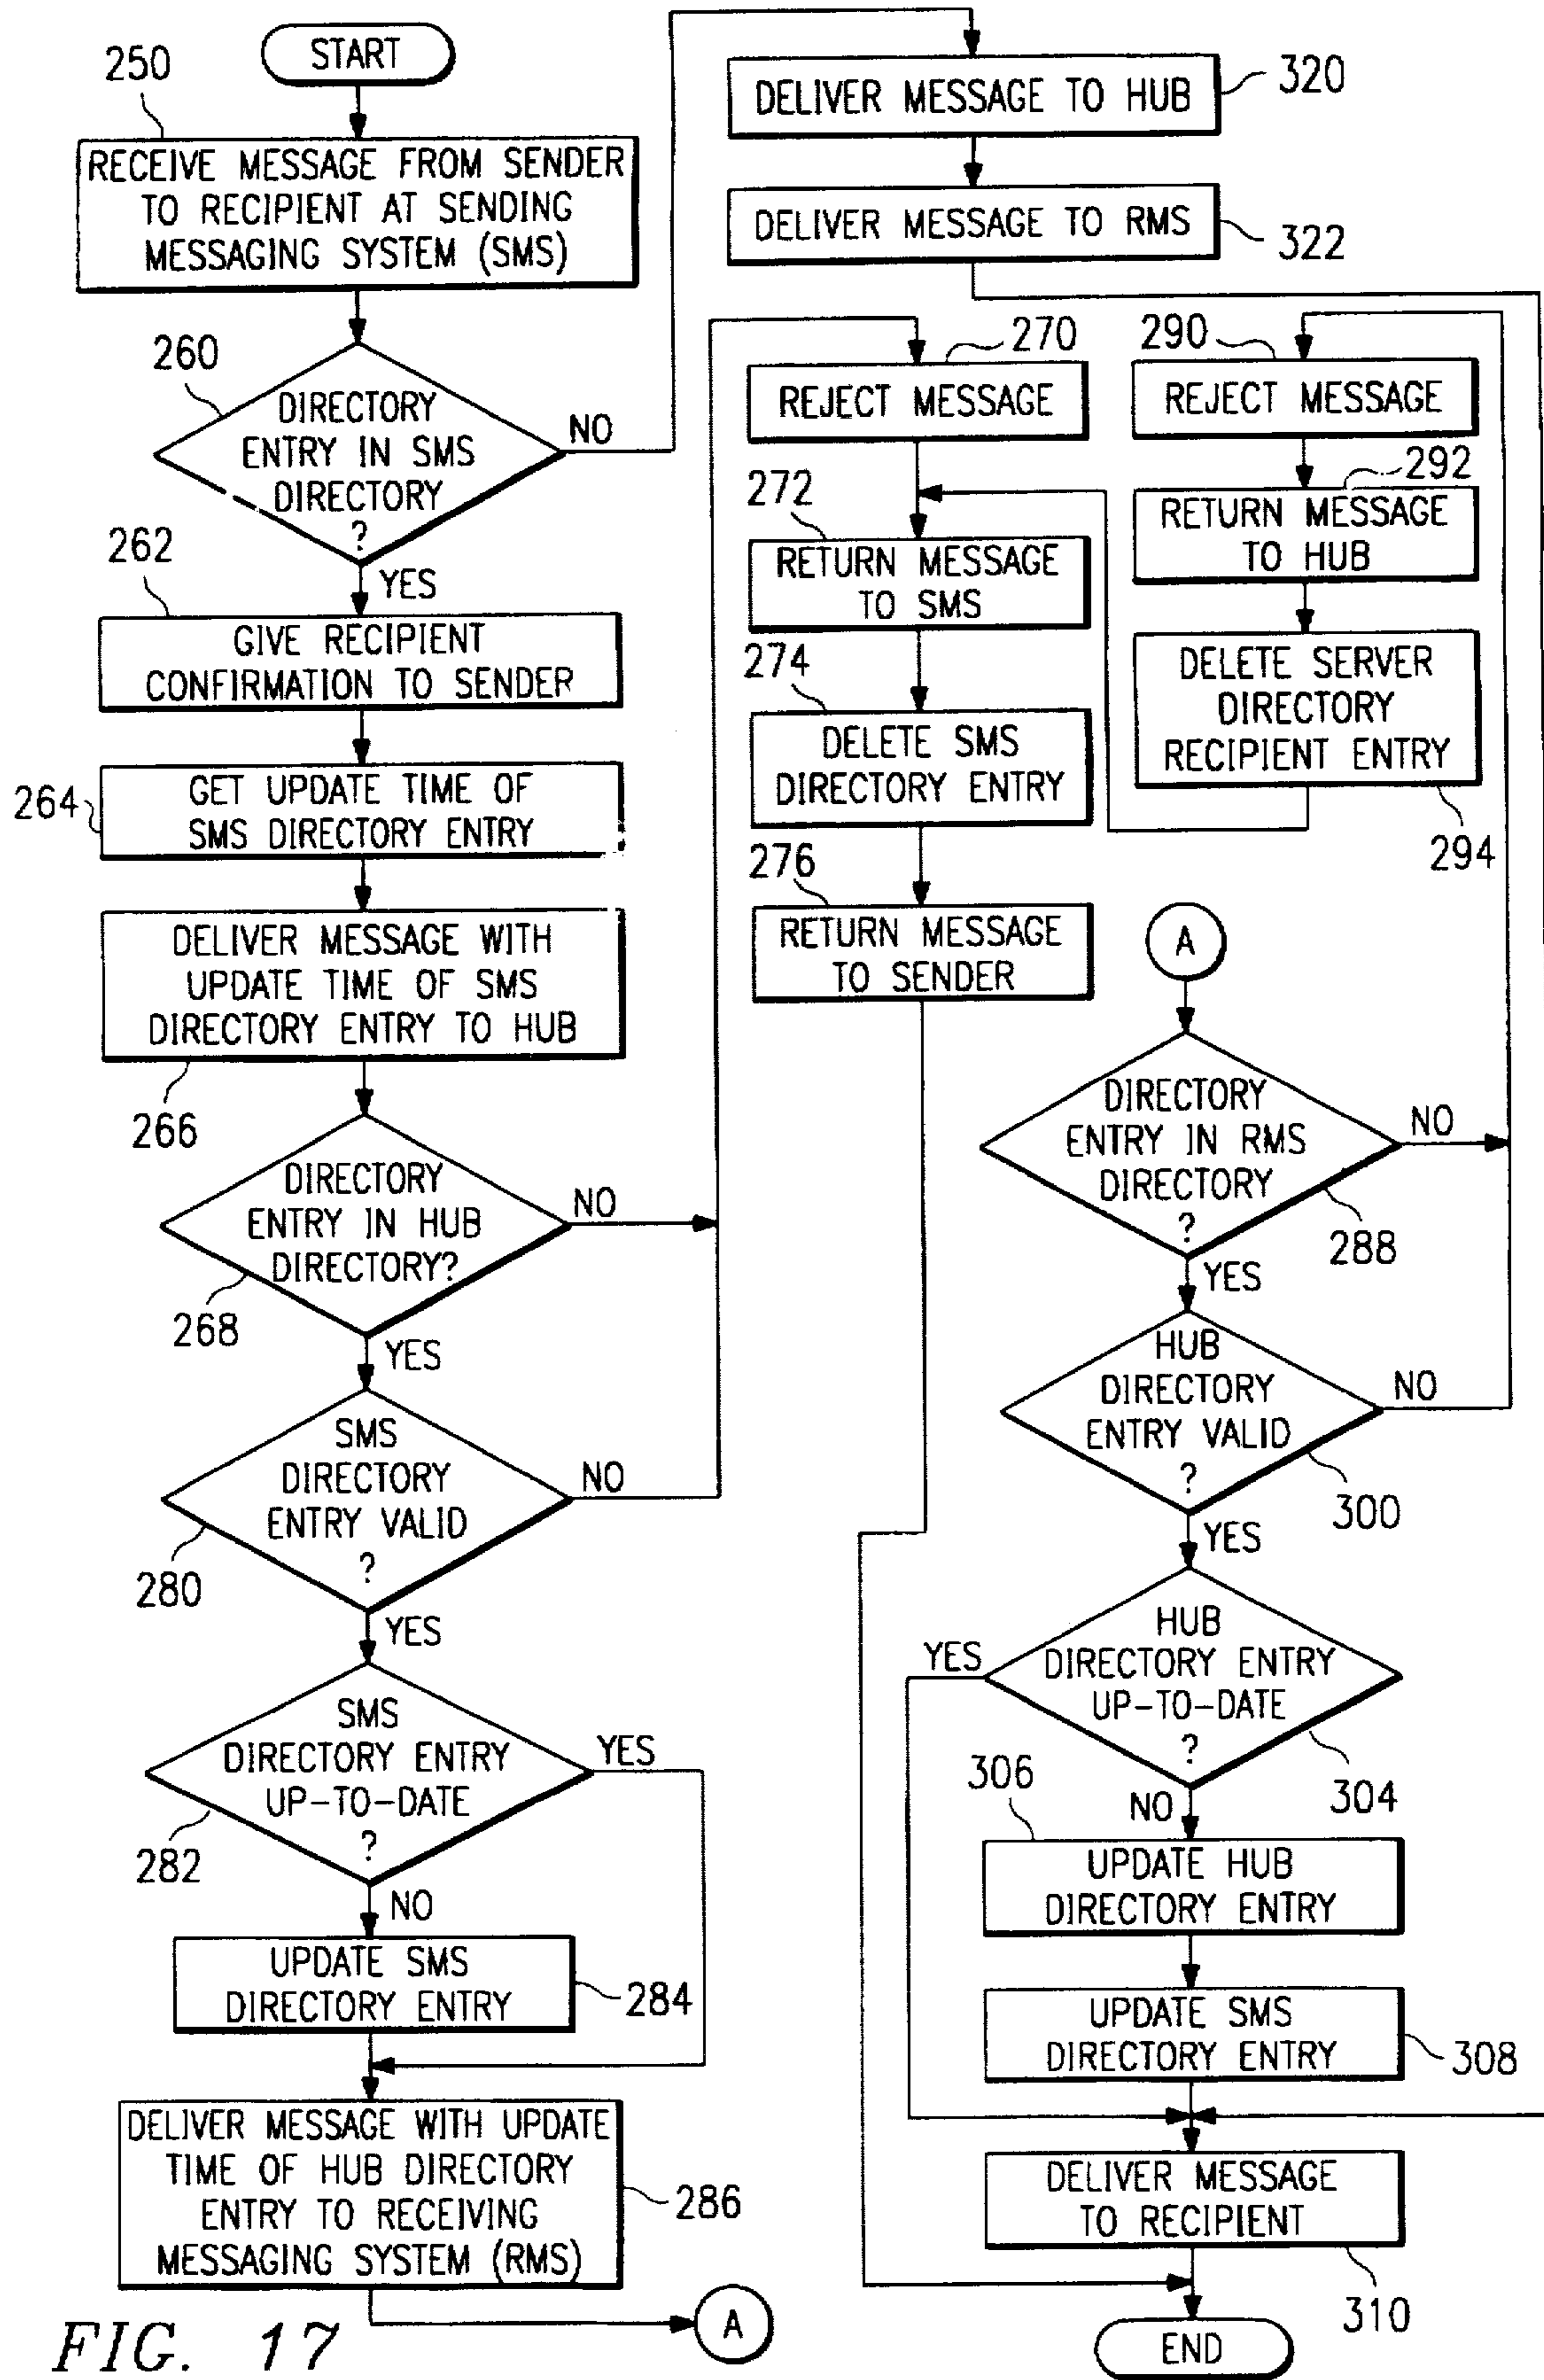 START
250
RECEIVE MESSAGE FROM SENDER
TO RECIPIENT AT SENDING
MESSAGING SYSTEM (SMS)
260
DIRECTORY
ENTRY IN SMS
DIRECTORY
?
NO
YES
262
GIVE RECIPIENT
CONFIRMATION TO SENDER
264
GET UPDATE TIME OF
SMS DIRECTORY ENTRY
DELIVER MESSAGE WITH
UPDATE TIME OF SMS
DIRECTORY ENTRY TO HUB
266
DIRECTORY
ENTRY IN HUB
DIRECTORY?
NO
268
YES
SMS
DIRECTORY
ENTRY VALID
?
NO
280
YES
SMS
DIRECTORY ENTRY
UP-TO-DATE
?
YES
282
NO
UPDATE SMS
DIRECTORY ENTRY
284
DELIVER MESSAGE WITH UPDATE
TIME OF HUB DIRECTORY
ENTRY TO RECEIVING
MESSAGING SYSTEM (RMS)
286
A
DELIVER MESSAGE TO HUB
320
DELIVER MESSAGE TO RMS
322
270
REJECT MESSAGE
272
RETURN MESSAGE
TO SMS
274
DELETE SMS
DIRECTORY ENTRY
276
RETURN MESSAGE
TO SENDER
290
REJECT MESSAGE
292
RETURN MESSAGE
TO HUB
DELETE SERVER
DIRECTORY
RECIPIENT ENTRY
294
A
DIRECTORY
ENTRY IN RMS
DIRECTORY
?
NO
288
YES
HUB
DIRECTORY
ENTRY VALID
?
NO
300
YES
HUB
DIRECTORY ENTRY
UP-TO-DATE
?
YES
304
306
NO
UPDATE HUB
DIRECTORY ENTRY
UPDATE SMS
DIRECTORY ENTRY
308
DELIVER MESSAGE
TO RECIPIENT
310
END
FIG. 17